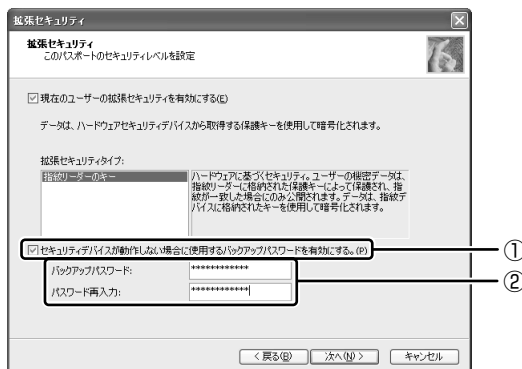 拡張セキュリティ
拡張セキュリティ
このパスポートのセキュリティレベルを設定
現在のユーザーの拡張セキュリティを有効にする(E)
データは、ハードウェアセキュリティデバイスから取得する保護キーを使用して暗号化されます。
拡張セキュリティタイプ:
指紋リーダーのキー
ハードウェアに基づくセキュリティ。ユーザーの機密データは、
指紋リーダーに格納された保護キーによって保護され、指
紋が一致した場合にのみ公開されます。データは、指紋デ
バイスに格納されたキーを使用して暗号化されます。
セキュリティデバイスが動作しない場合に使用するバックアップパスワードを有効にする。(P)
①
バックアップパスワード: ************
②
パスワード再入力: ************
< 戻る(B) 次へ(N) > キャンセル